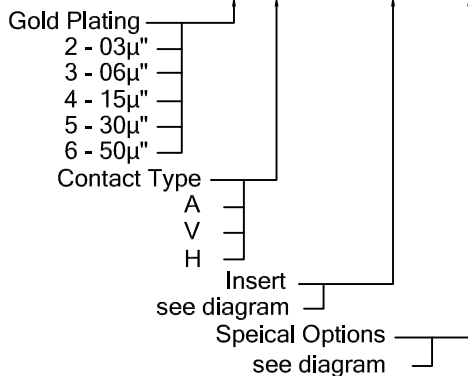 Gold Plating
2 - 03µ"
3 - 06µ"
4 - 15µ"
5 - 30µ"
6 - 50µ"
Contact Type
A
V
H
Insert
see diagram
Speical Options
see diagram